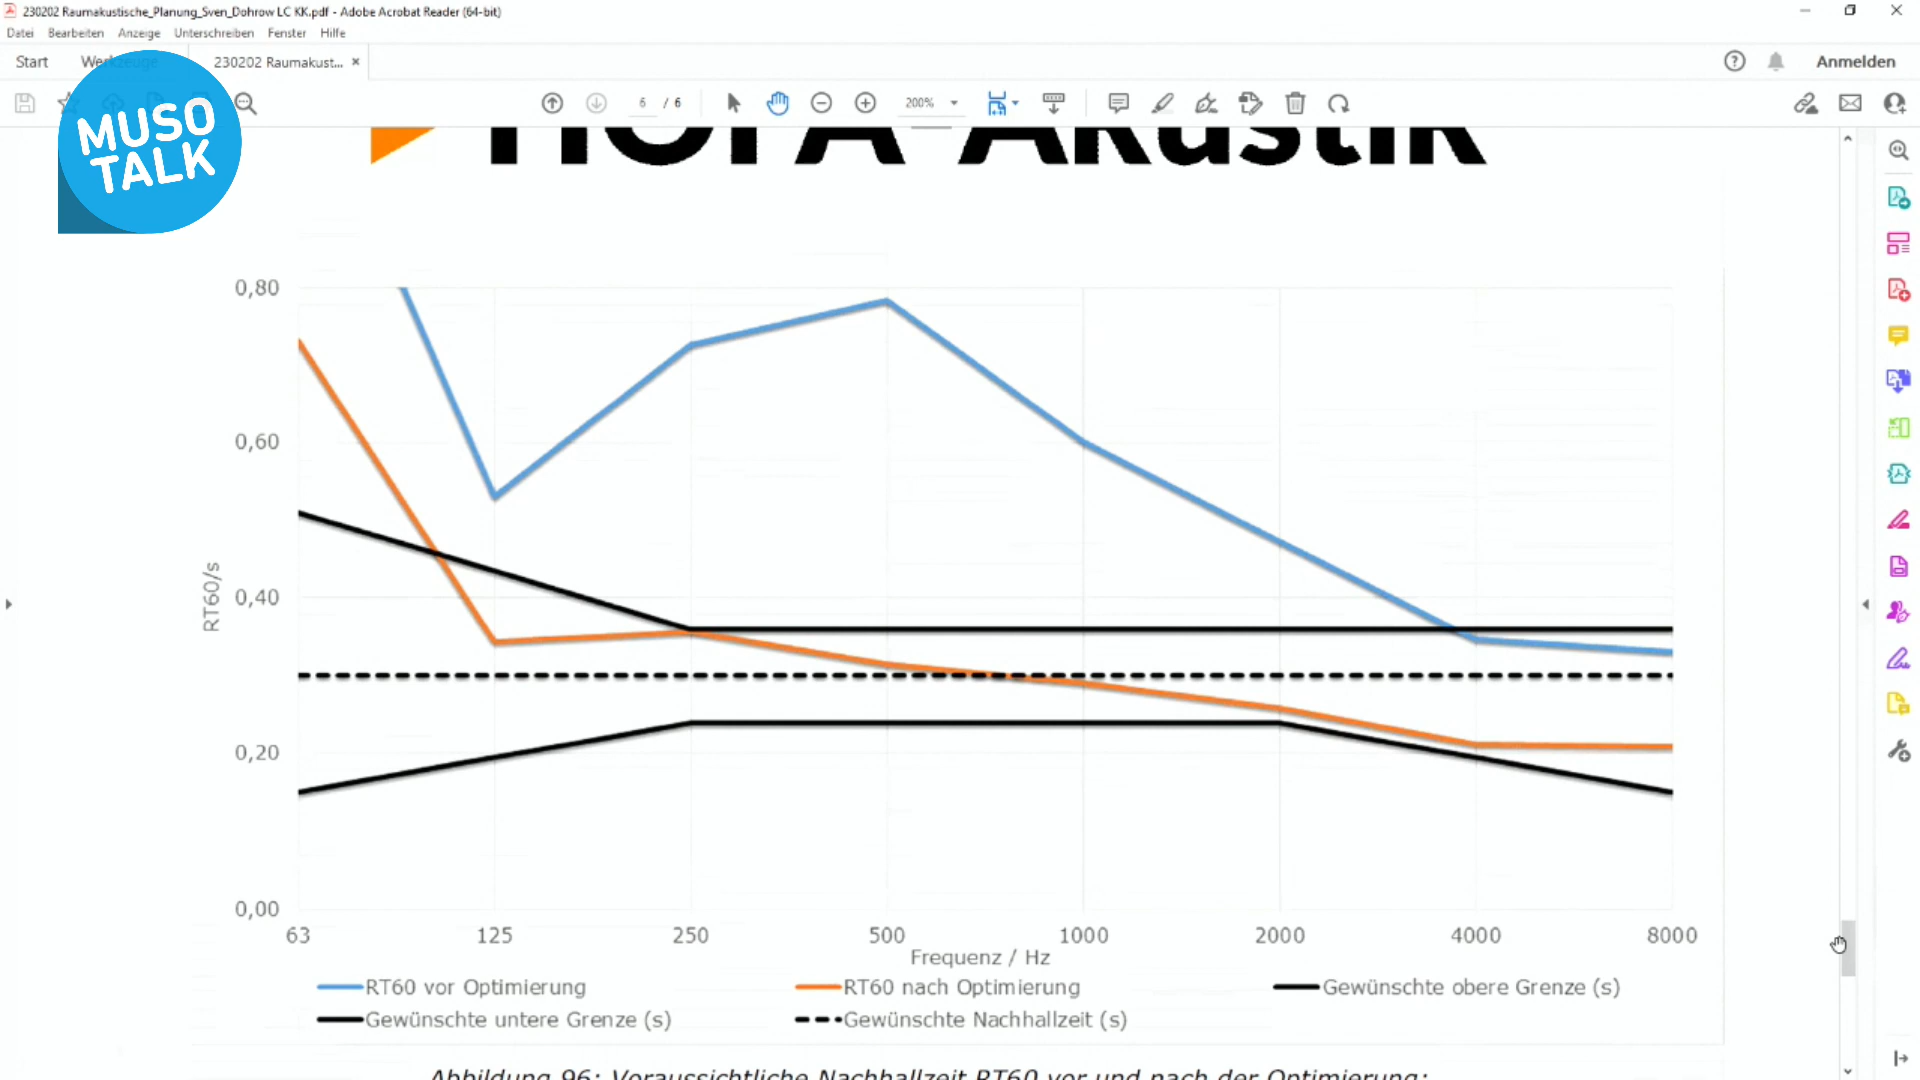 230202 Raumakustische_Planung_Sven_Dohrow LC KK.pdf - Adobe Acrobat Reader (64-bit)
Datei Bearbeiten Anzeige Unterschreiben Fenster Hilfe
Start Werkzeuge 230202 Raumakust... × Anmelden
6 / 6 200%
MUSO
TALK
HOFA-Akustik
0,80
0,60
0,40
0,20
0,00
RT60/s
63 125 250 500 1000 2000 4000 8000
Frequenz / Hz
RT60 vor Optimierung RT60 nach Optimierung Gewünschte obere Grenze (s)
Gewünschte untere Grenze (s) Gewünschte Nachhallzeit (s)
Abbildung 96: Voraussichtliche Nachhallzeit RT60 vor und nach der Optimierung;